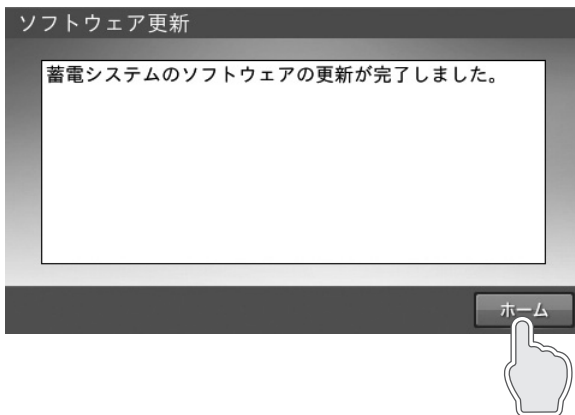 ソフトウェア更新
蓄電システムのソフトウェアの更新が完了しました。
ホーム